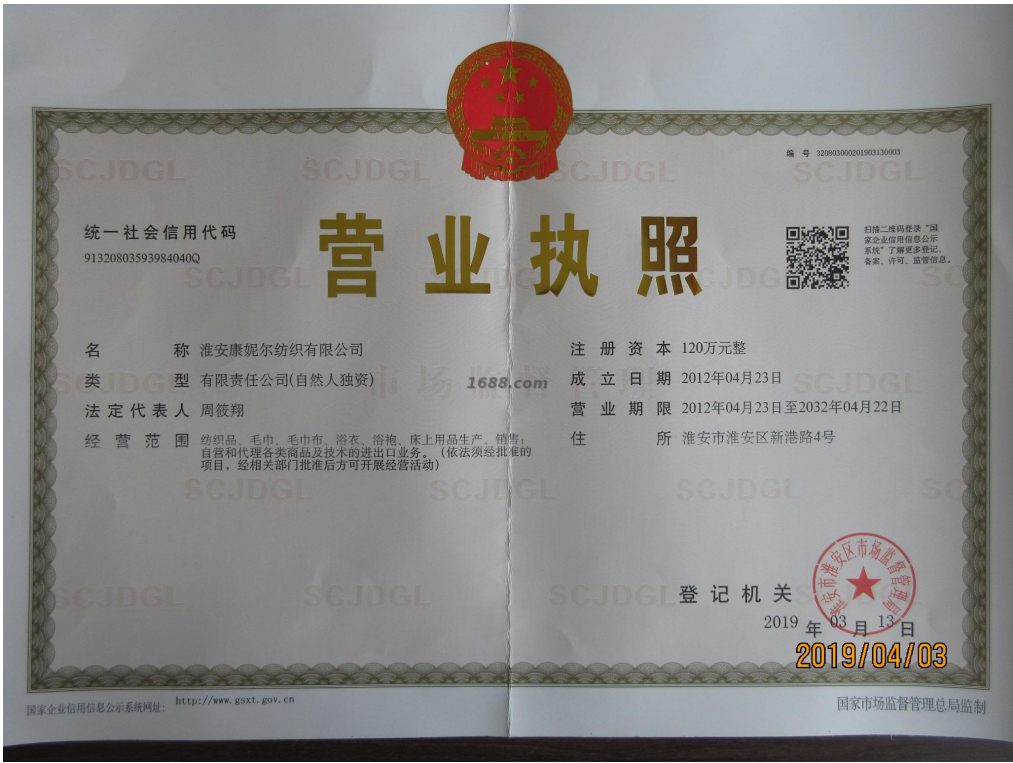 编 号 320803000201903130003
统一社会信用代码
91320803593984040Q
营业执照
扫描二维码登录“国
家企业信用信息公示
系统”了解更多登记、
备案、许可、监管信息。
名 称 淮安康妮尔纺织有限公司
类 型 有限责任公司(自然人独资)
法定代表人 周筱翔
经营范围 纺织品、毛巾、毛巾布、浴衣、浴袍、床上用品生产、销售；
自营和代理各类商品及技术的进出口业务。（依法须经批准的
项目，经相关部门批准后方可开展经营活动）
注册资本 120万元整
成立日期 2012年04月23日
营业期限 2012年04月23日至2032年04月22日
住 所 淮安市淮安区新港路4号
1688.com
市场监督管理
SCJDGL
登记机关
淮安市淮安区市场监督管理局
2019 年 03 月 13 日
2019/04/03
国家企业信用信息公示系统网址： http://www.gsxt.gov.cn
国家市场监督管理总局监制